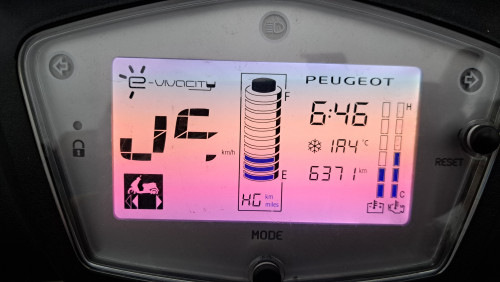 e-VIVACITY
PEUGEOT
F
6:46
H
km/h
°C
6371 km
RESET
E
C
km
miles
MODE